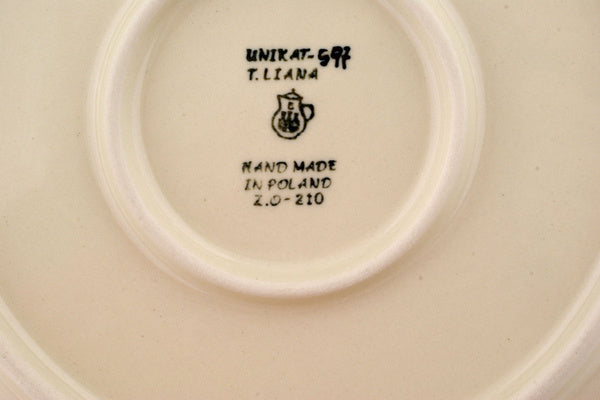 UNIKAT-597
T. LIANA
HAND MADE
IN POLAND
Z.O-210